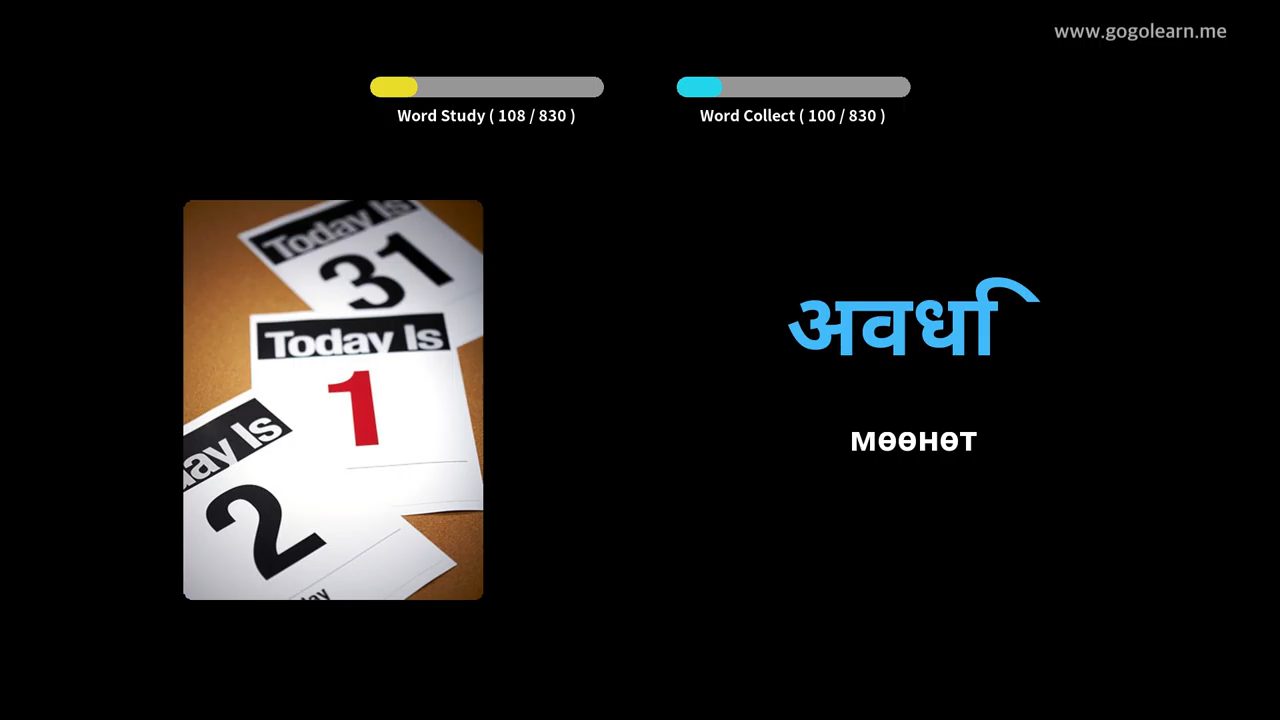 www.gogolearn.me
Word Study ( 108 / 830 )
Word Collect ( 100 / 830 )
Today Is
31
Today Is
1
ay Is
2
day
अवधि
мөөнөт